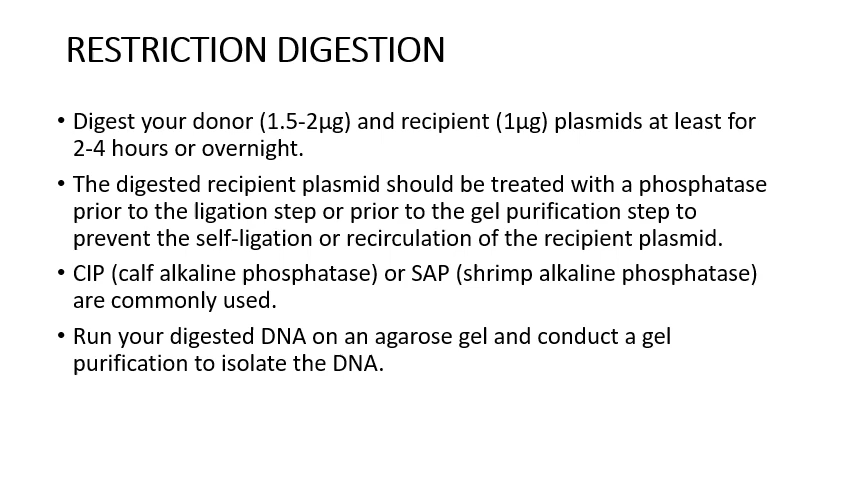 RESTRICTION DIGESTION
• Digest your donor (1.5-2µg) and recipient (1µg) plasmids at least for
2-4 hours or overnight.
• The digested recipient plasmid should be treated with a phosphatase
prior to the ligation step or prior to the gel purification step to
prevent the self-ligation or recirculation of the recipient plasmid.
• CIP (calf alkaline phosphatase) or SAP (shrimp alkaline phosphatase)
are commonly used.
• Run your digested DNA on an agarose gel and conduct a gel
purification to isolate the DNA.